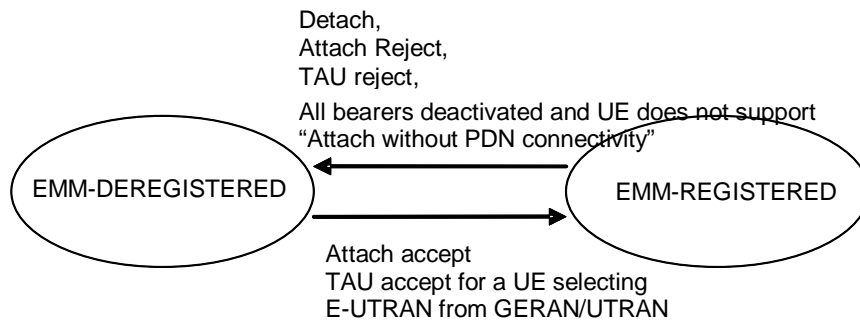 Detach,
Attach Reject,
TAU reject,
All bearers deactivated and UE does not support
“Attach without PDN connectivity”
EMM-DEREGISTERED
EMM-REGISTERED
Attach accept
TAU accept for a UE selecting
E-UTRAN from GERAN/UTRAN